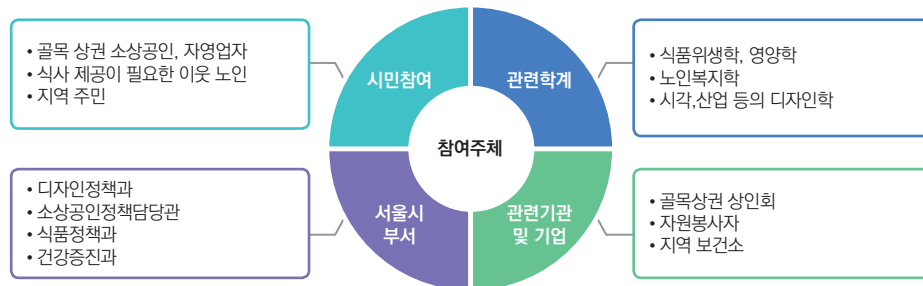 • 골목 상권 소상공인, 자영업자
• 식사 제공이 필요한 이웃 노인
• 지역 주민
시민참여
관련학계
• 식품위생학, 영양학
• 노인복지학
• 시각,산업 등의 디자인학
참여주체
• 디자인정책과
• 소상공인정책담당관
• 식품정책과
• 건강증진과
서울시
부서
관련기관
및 기업
• 골목상권 상인회
• 자원봉사자
• 지역 보건소